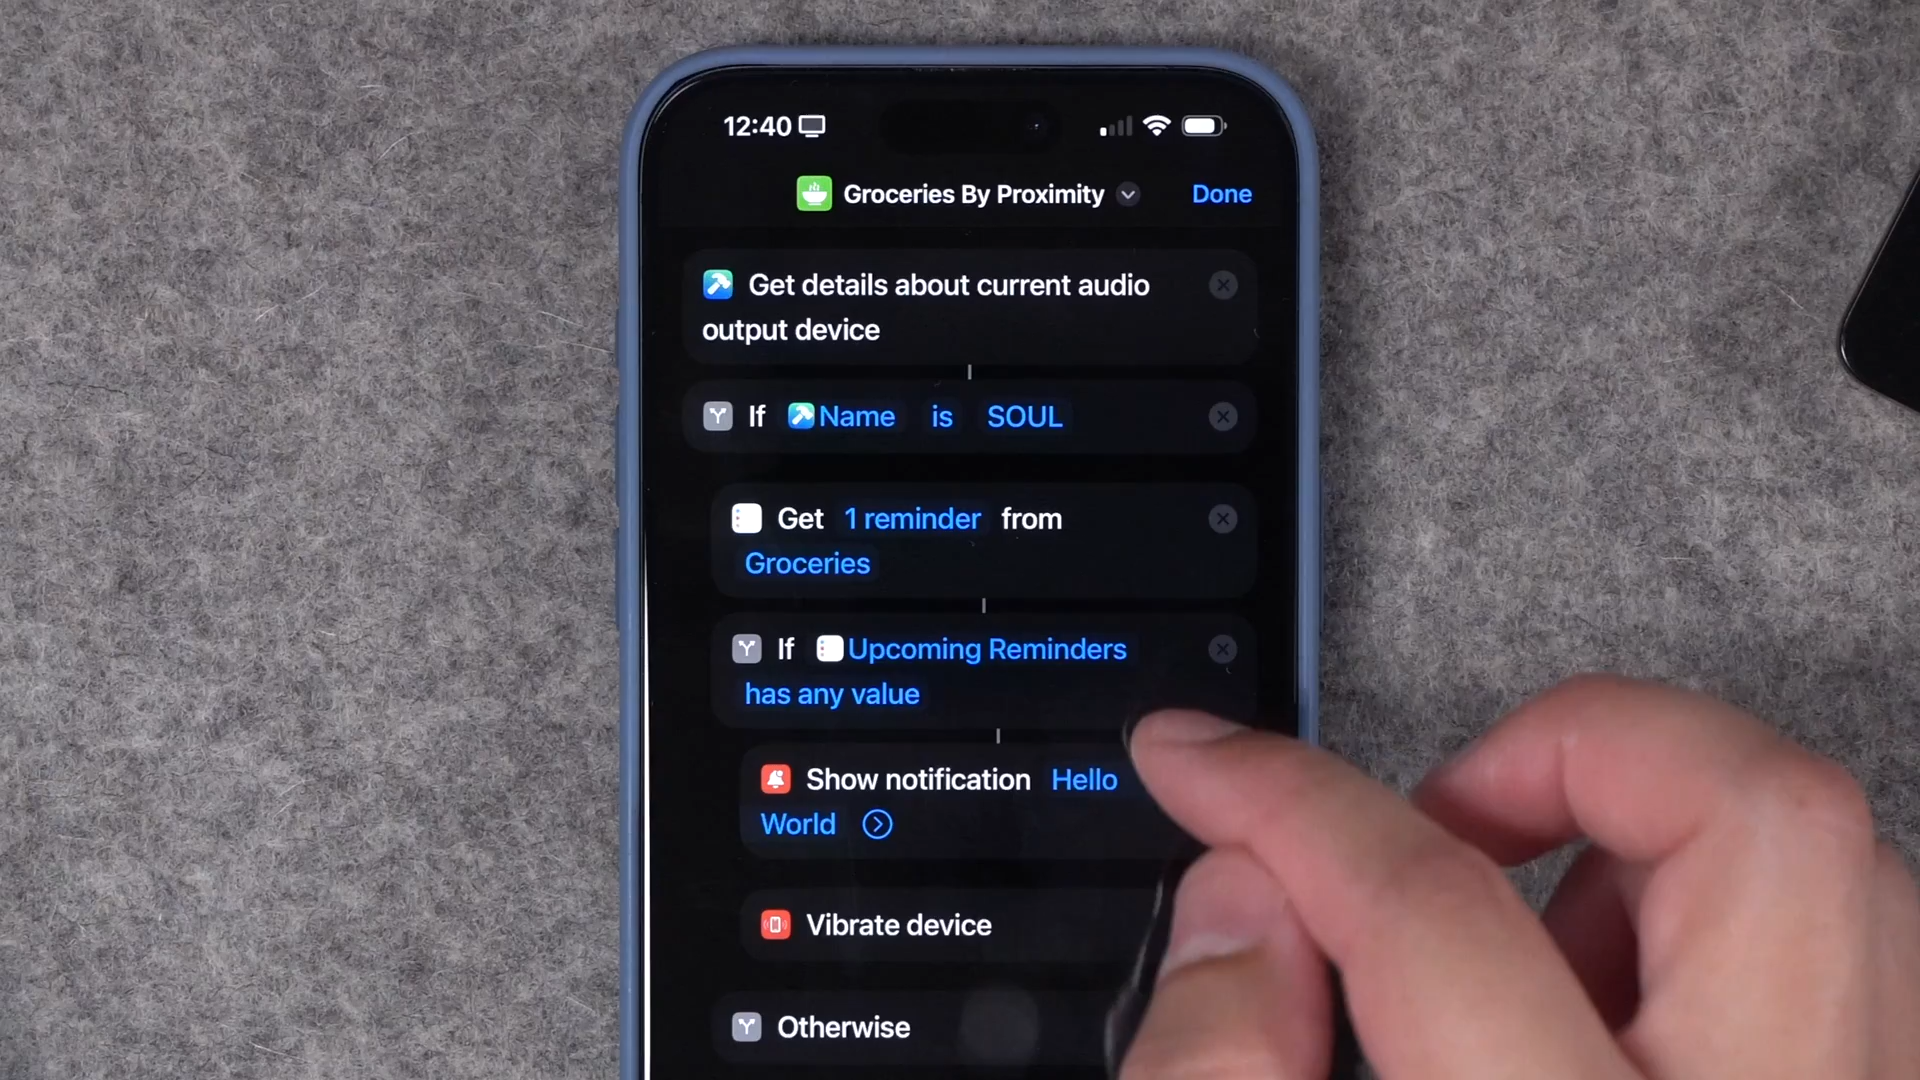 12:40
Groceries By Proximity Done
Get details about current audio
output device
If Name is SOUL
Get 1 reminder from
Groceries
If Upcoming Reminders
has any value
Show notification Hello
World
Vibrate device
Otherwise